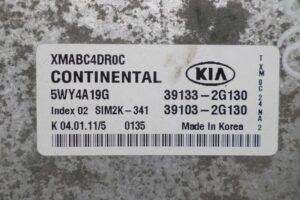 XMABC4DR0C
CONTINENTAL KIA
5WY4A19G 39133-2G130
Index 02 SIM2K-341 39103-2G130
K 04.01.11/5 0135 Made in Korea